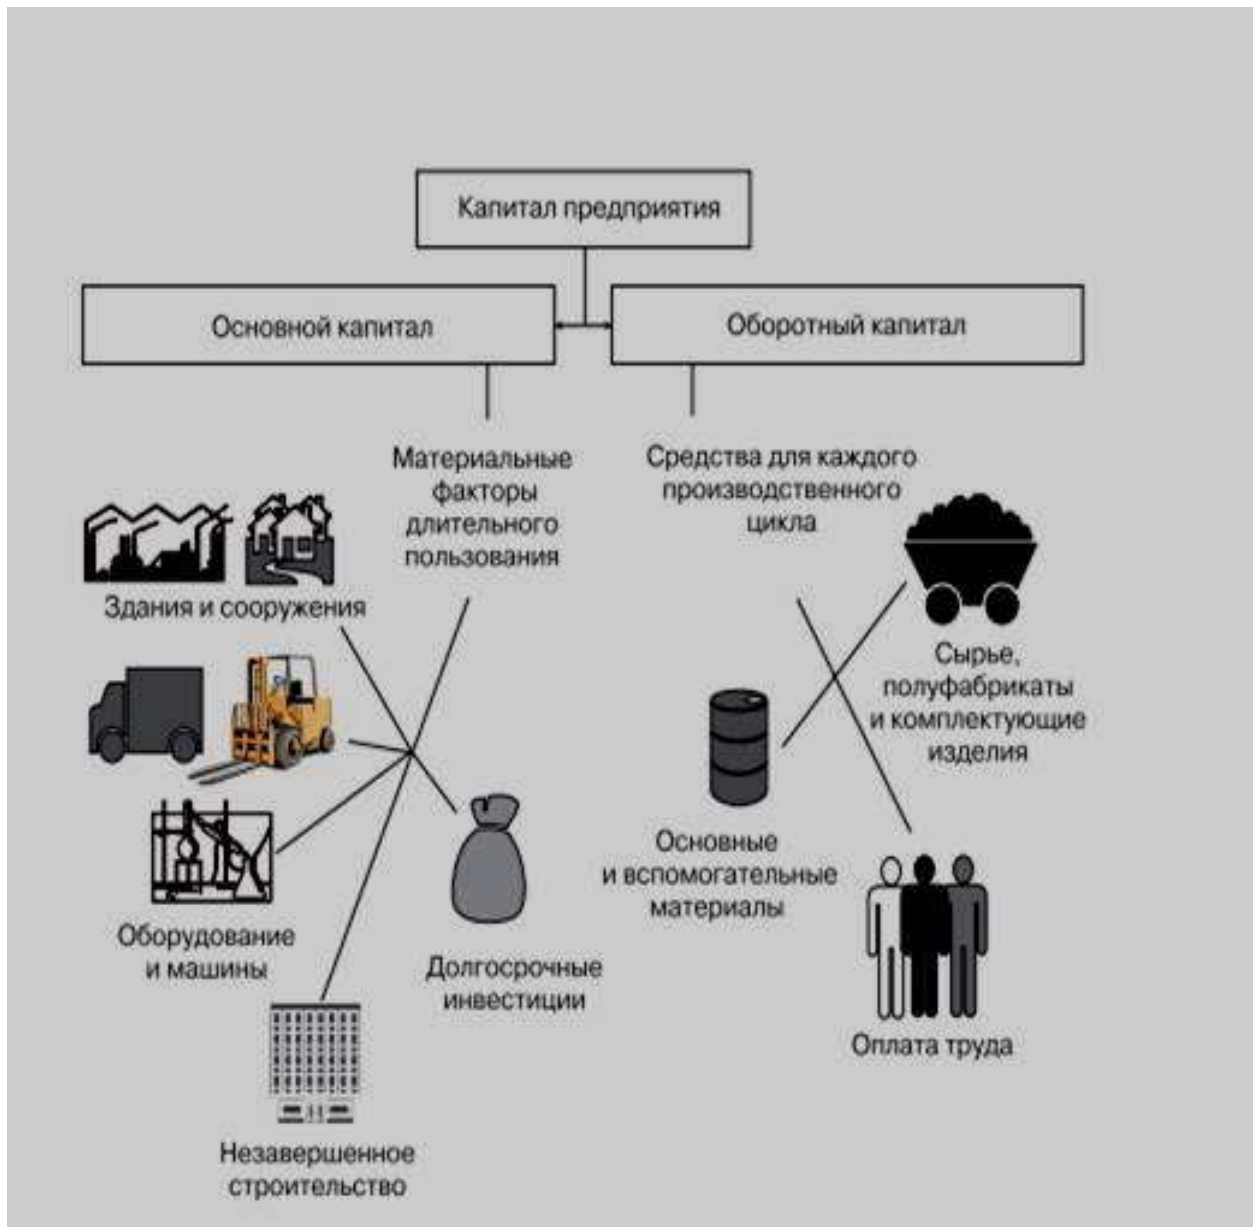 Капитал предприятия
Основной капитал
Оборотный капитал
Материальные
факторы
длительного
пользования
Средства для каждого
производственного
цикла
Здания и сооружения
Сырье,
полуфабрикаты
и комплектующие
изделия
Основные
и вспомогательные
материалы
Оборудование
и машины
Долгосрочные
инвестиции
Оплата труда
Незавершенное
строительство